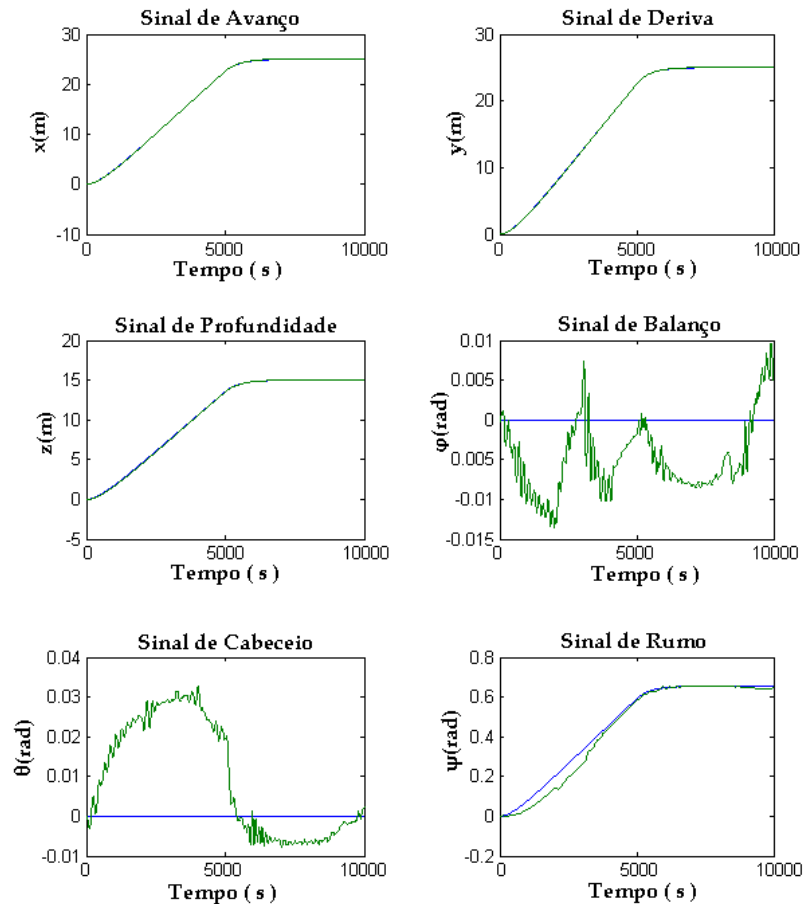 Sinal de Avanço
30
20
10
0
-10
x(m)
0
5000
10000
Tempo ( s )
Sinal de Deriva
30
20
10
0
y(m)
0
5000
10000
Tempo ( s )
Sinal de Profundidade
20
15
10
5
0
-5
z(m)
0
5000
10000
Tempo ( s )
Sinal de Balanço
0.01
0.005
0
0.005
-0.01
-0.015
φ(rad)
0
5000
10000
Tempo ( s )
Sinal de Cabeceio
0.04
0.03
0.02
0.01
0
-0.01
θ(rad)
0
5000
10000
Tempo ( s )
Sinal de Rumo
0.8
0.6
0.4
0.2
0
-0.2
ψ(rad)
0
5000
10000
Tempo ( s )